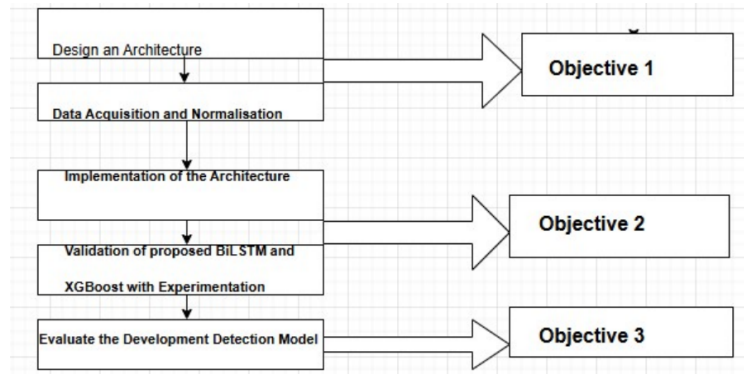 Design an Architecture
Objective 1
Data Acquisition and Normalisation
Implementation of the Architecture
Objective 2
Validation of proposed BiLSTM and
XGBoost with Experimentation
Evaluate the Development Detection Model
Objective 3